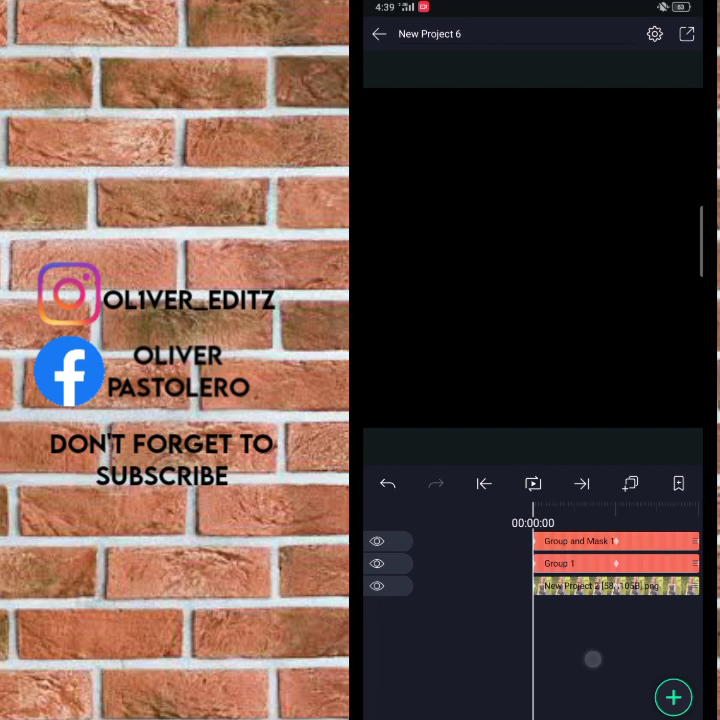 OL1VER_EDITZ
OLIVER
PASTOLERO
DON'T FORGET TO
SUBSCRIBE
4:39
63
New Project 6
00:00:00
Group and Mask 1
Group 1